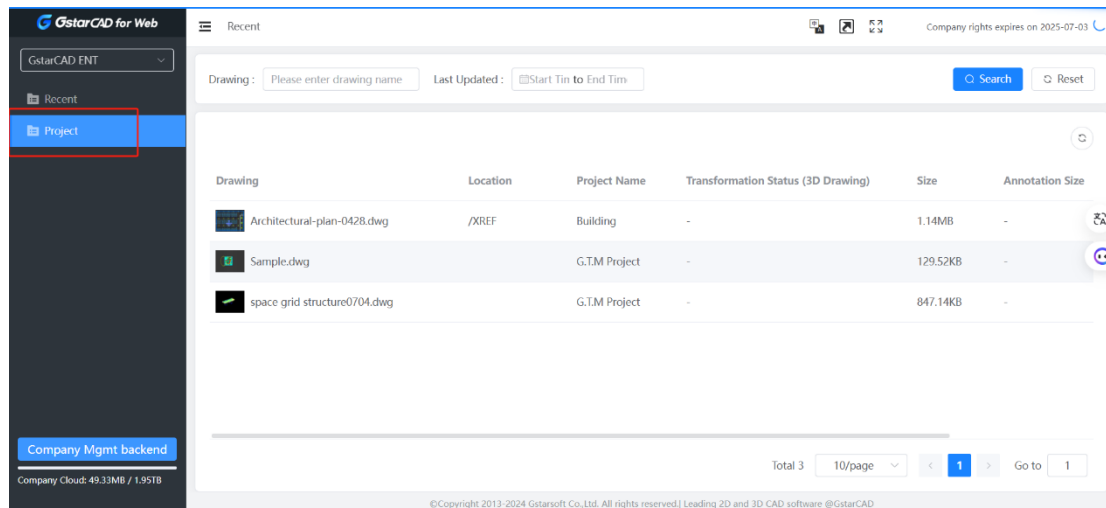 GstarCAD for Web
Recent
Company rights expires on 2025-07-03
GstarCAD ENT
Recent
Project
Drawing : Please enter drawing name Last Updated : Start Tin to End Tim
Search Reset
Drawing Location Project Name Transformation Status (3D Drawing) Size Annotation Size
Architectural-plan-0428.dwg /XREF Building - 1.14MB -
Sample.dwg G.T.M Project - 129.52KB -
space grid structure0704.dwg G.T.M Project - 847.14KB -
Total 3 10/page < 1 > Go to 1
Company Mgmt backend
Company Cloud: 49.33MB / 1.95TB
©Copyright 2013-2024 Gstarsoft Co.,Ltd. All rights reserved.| Leading 2D and 3D CAD software @GstarCAD